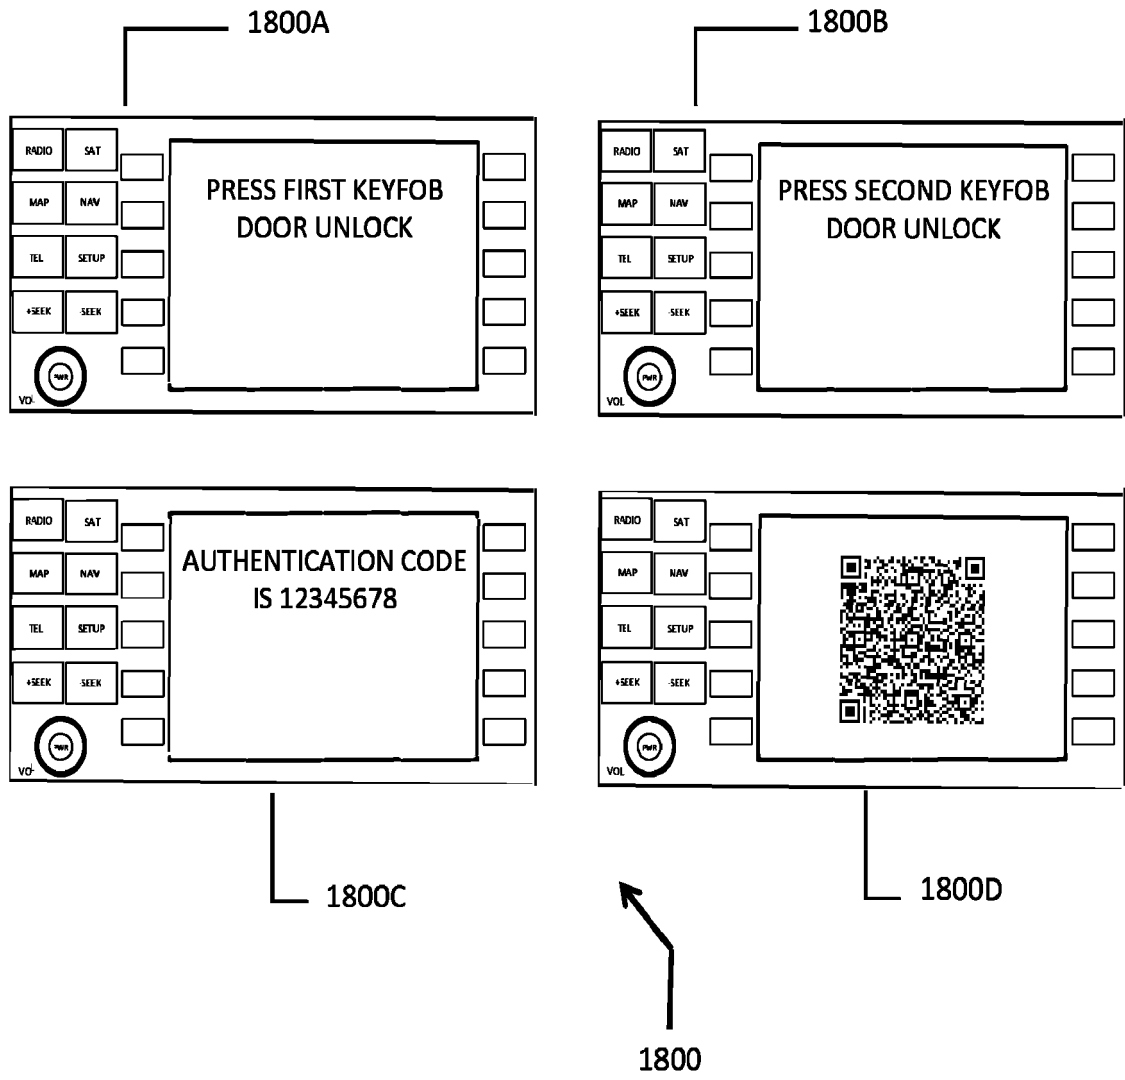 1800A
1800B
RADIO SAT
PRESS FIRST KEYFOB
DOOR UNLOCK
MAP NAV
TEL SETUP
+SEEK -SEEK
PWR
VOL
RADIO SAT
PRESS SECOND KEYFOB
DOOR UNLOCK
MAP NAV
TEL SETUP
+SEEK -SEEK
PWR
VOL
RADIO SAT
AUTHENTICATION CODE
IS 12345678
MAP NAV
TEL SETUP
+SEEK -SEEK
PWR
VOL
RADIO SAT
MAP NAV
TEL SETUP
+SEEK -SEEK
PWR
VOL
1800C
1800D
1800